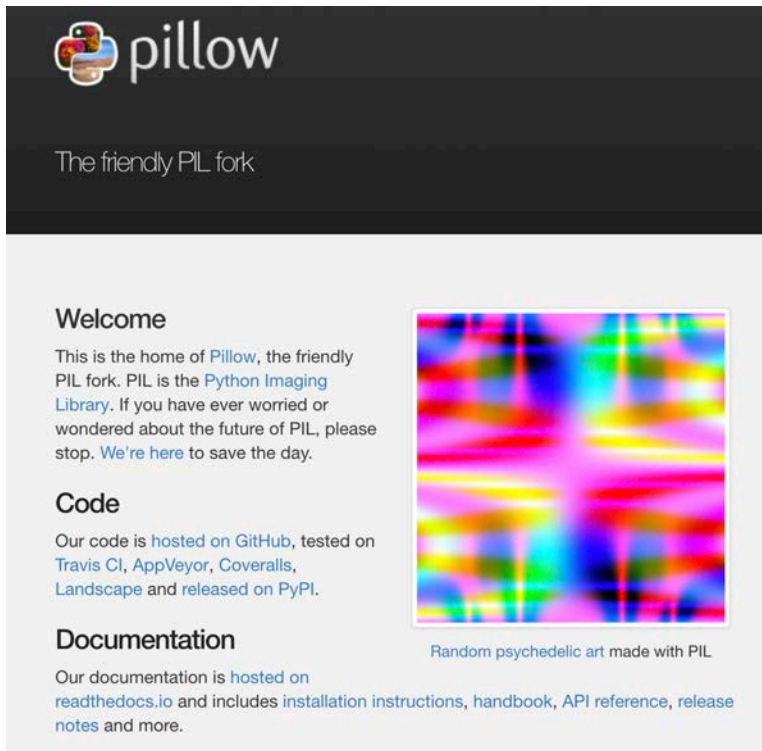 pillow
The friendly PIL fork
Welcome
This is the home of Pillow, the friendly
PIL fork. PIL is the Python Imaging
Library. If you have ever worried or
wondered about the future of PIL, please
stop. We're here to save the day.
Code
Our code is hosted on GitHub, tested on
Travis CI, AppVeyor, Coveralls,
Landscape and released on PyPI.
Random psychedelic art made with PIL
Documentation
Our documentation is hosted on
readthedocs.io and includes installation instructions, handbook, API reference, release
notes and more.